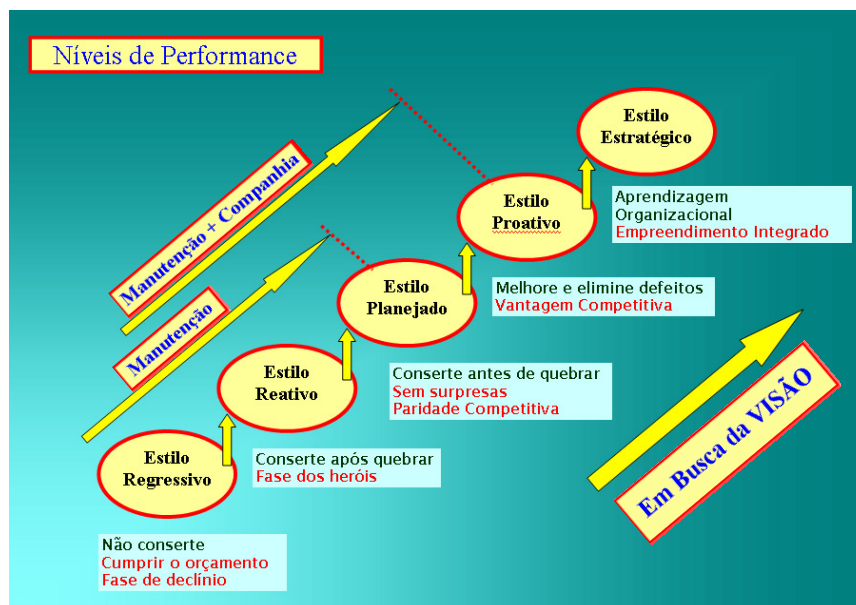 Níveis de Performance
Estilo
Estratégico
Manutenção + Companhia
Estilo
Proativo
Aprendizagem
Organizacional
Empreendimento Integrado
Manutenção
Estilo
Planejado
Melhore e elimine defeitos
Vantagem Competitiva
Estilo
Reativo
Conserte antes de quebrar
Sem surpresas
Paridade Competitiva
Em Busca da VISÃO
Estilo
Regressivo
Conserte após quebrar
Fase dos heróis
Não conserte
Cumprir o orçamento
Fase de declínio